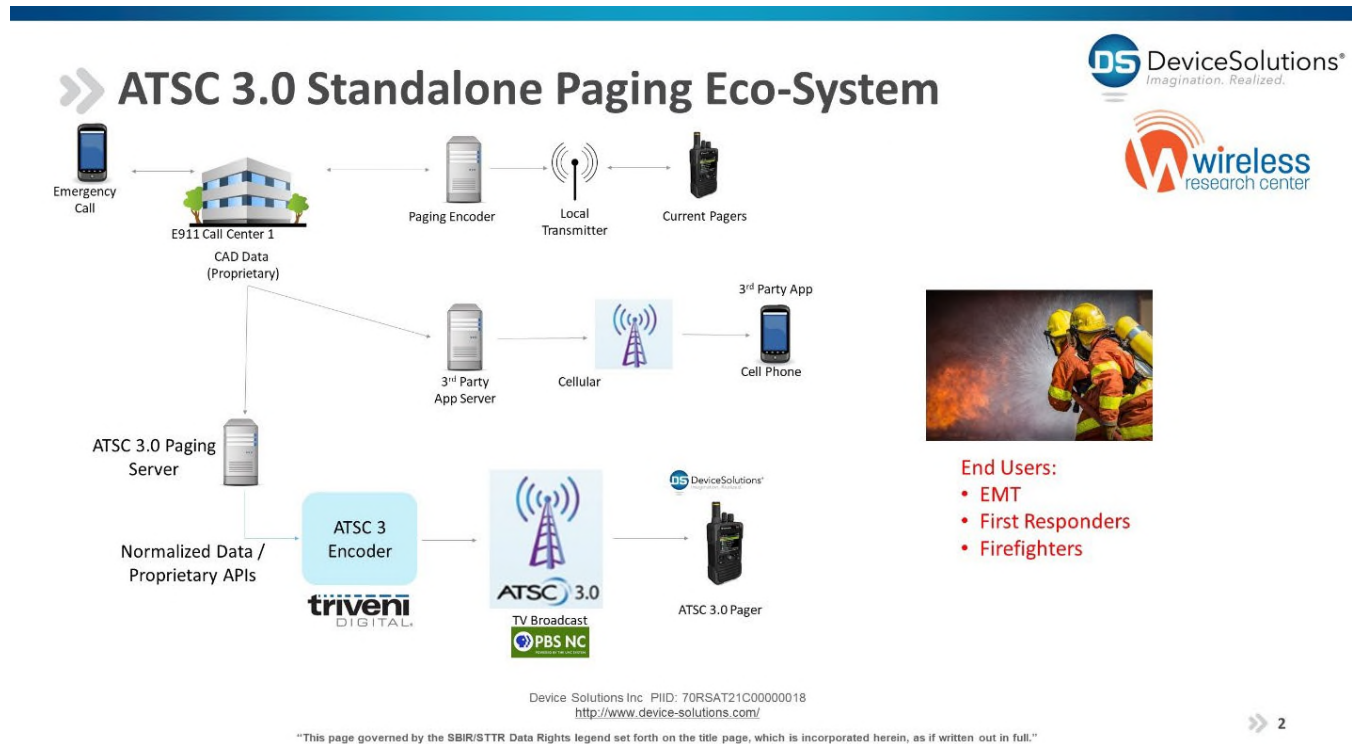 ATSC 3.0 Standalone Paging Eco-System
DS DeviceSolutions®
Imagination. Realized.
wireless
research center
Emergency
Call
E911 Call Center 1
CAD Data
(Proprietary)
Paging Encoder
Local
Transmitter
Current Pagers
3rd Party
App Server
Cellular
3rd Party App
Cell Phone
ATSC 3.0 Paging
Server
Normalized Data /
Proprietary APIs
ATSC 3
Encoder
triveni
DIGITAL
ATSC 3.0
TV Broadcast
PBS NC
DS DeviceSolutions®
ATSC 3.0 Pager
End Users:
• EMT
• First Responders
• Firefighters
Device Solutions Inc PIID: 70RSAT21C00000018
http://www.device-solutions.com/
"This page governed by the SBIR/STTR Data Rights legend set forth on the title page, which is incorporated herein, as if written out in full."
2